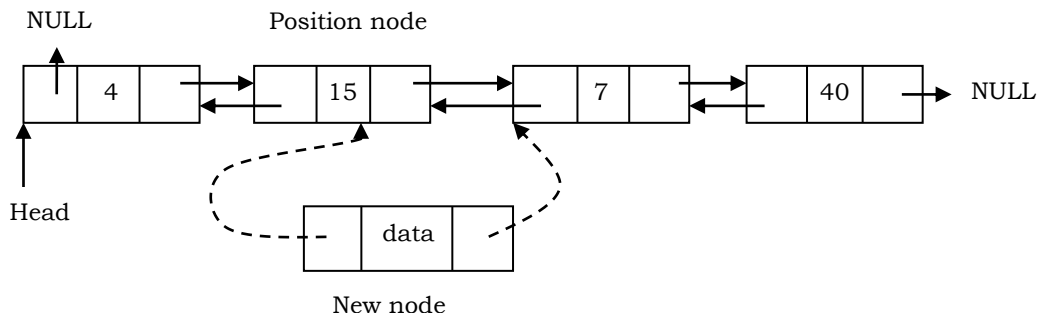 NULL
Position node
4
15
7
40
NULL
Head
data
New node